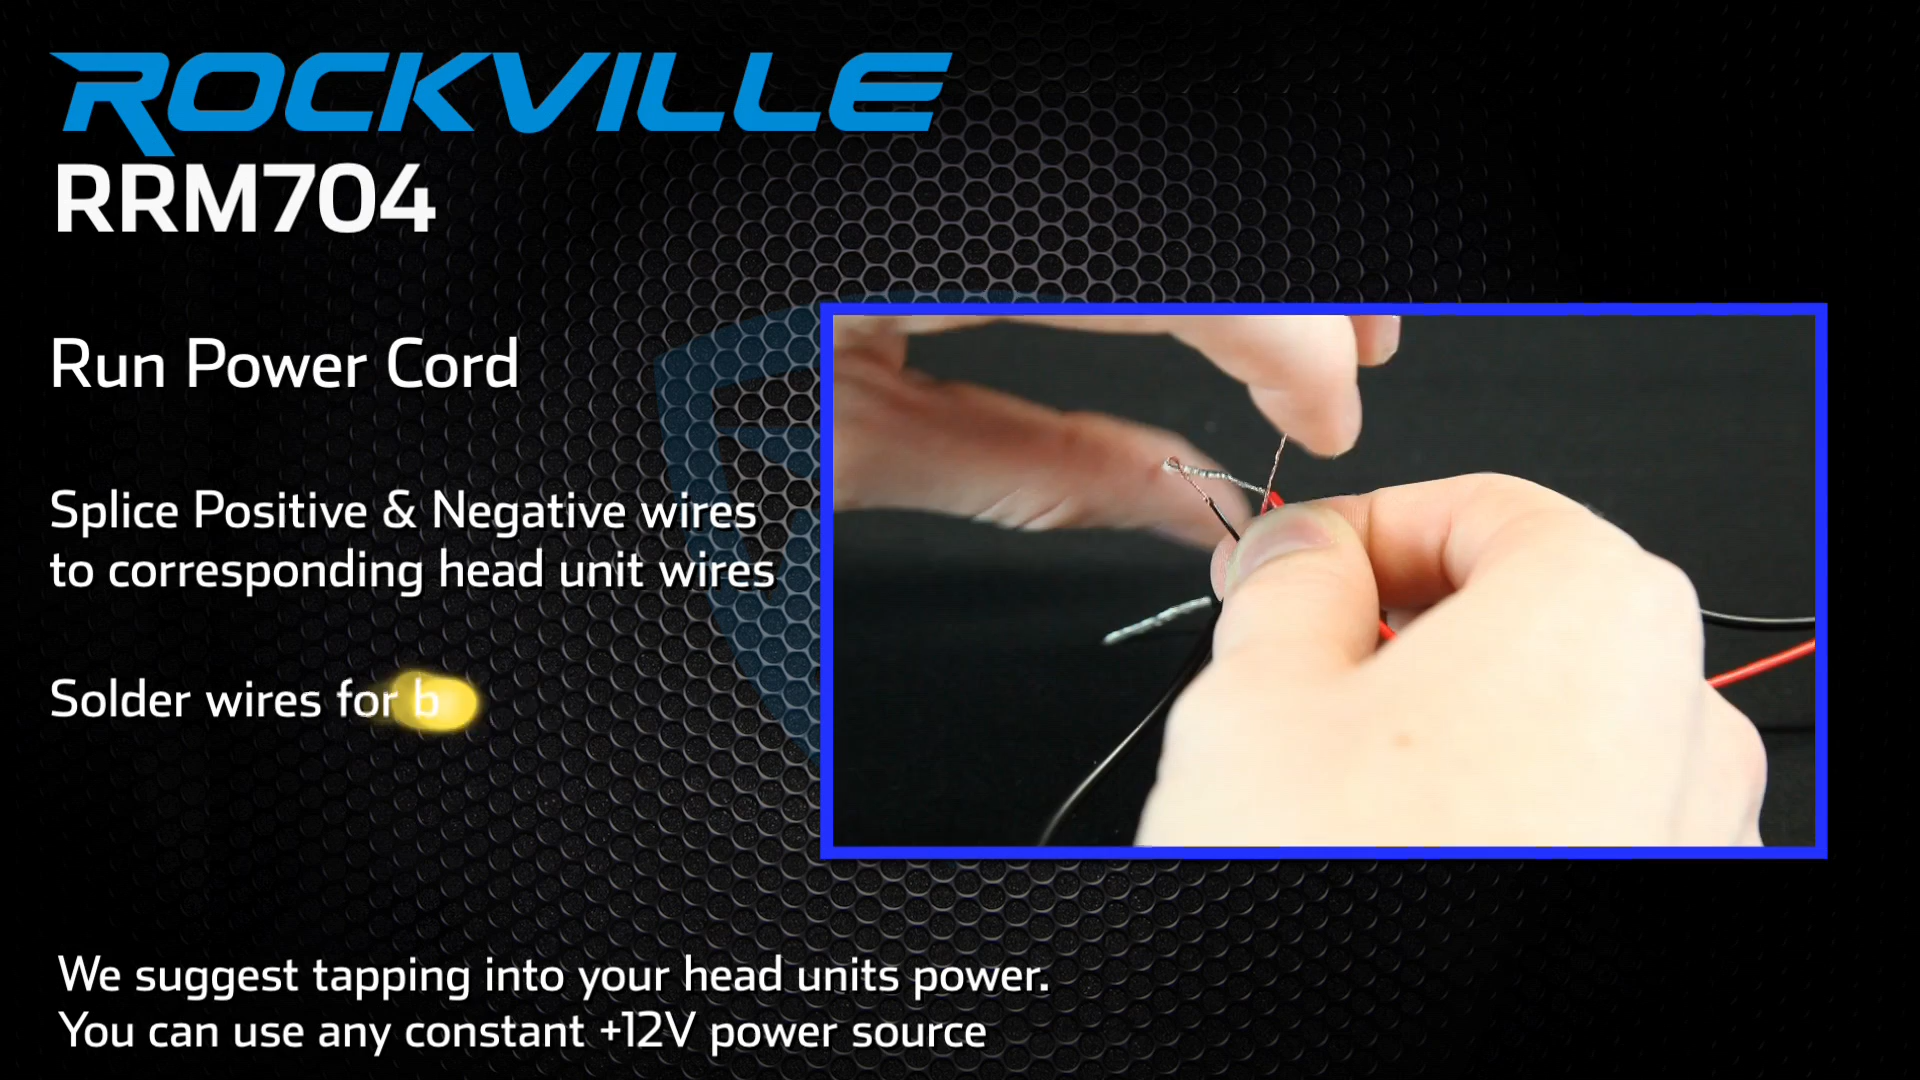 ROCKVILLE
RRM704
Run Power Cord
Splice Positive & Negative wires
to corresponding head unit wires
Solder wires for b
We suggest tapping into your head units power.
You can use any constant +12V power source